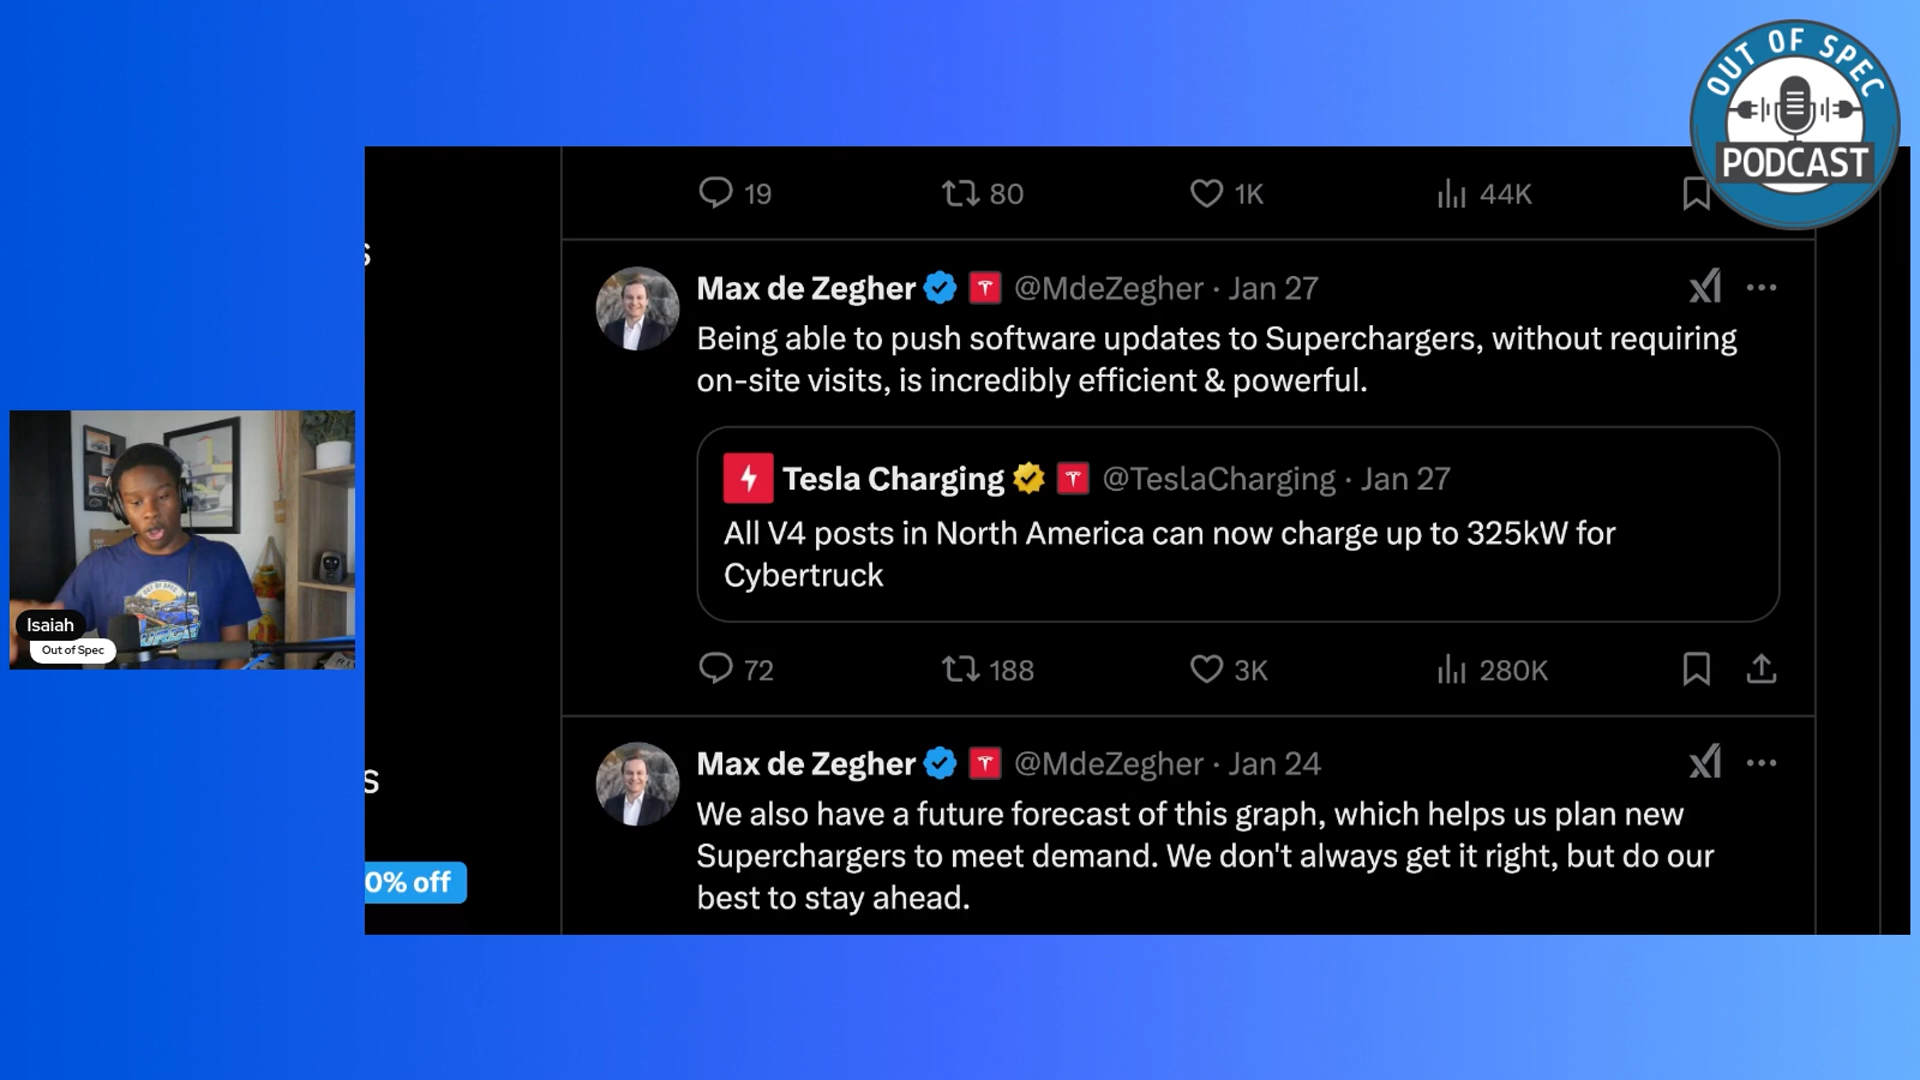 OUT OF SPEC
PODCAST
19 80 1K 44K
S
Max de Zegher @MdeZegher · Jan 27
Being able to push software updates to Superchargers, without requiring
on-site visits, is incredibly efficient & powerful.
Tesla Charging @TeslaCharging · Jan 27
All V4 posts in North America can now charge up to 325kW for
Cybertruck
72 188 3K 280K
Isaiah
Out of Spec
Max de Zegher @MdeZegher · Jan 24
We also have a future forecast of this graph, which helps us plan new
Superchargers to meet demand. We don't always get it right, but do our
best to stay ahead.
S
0% off